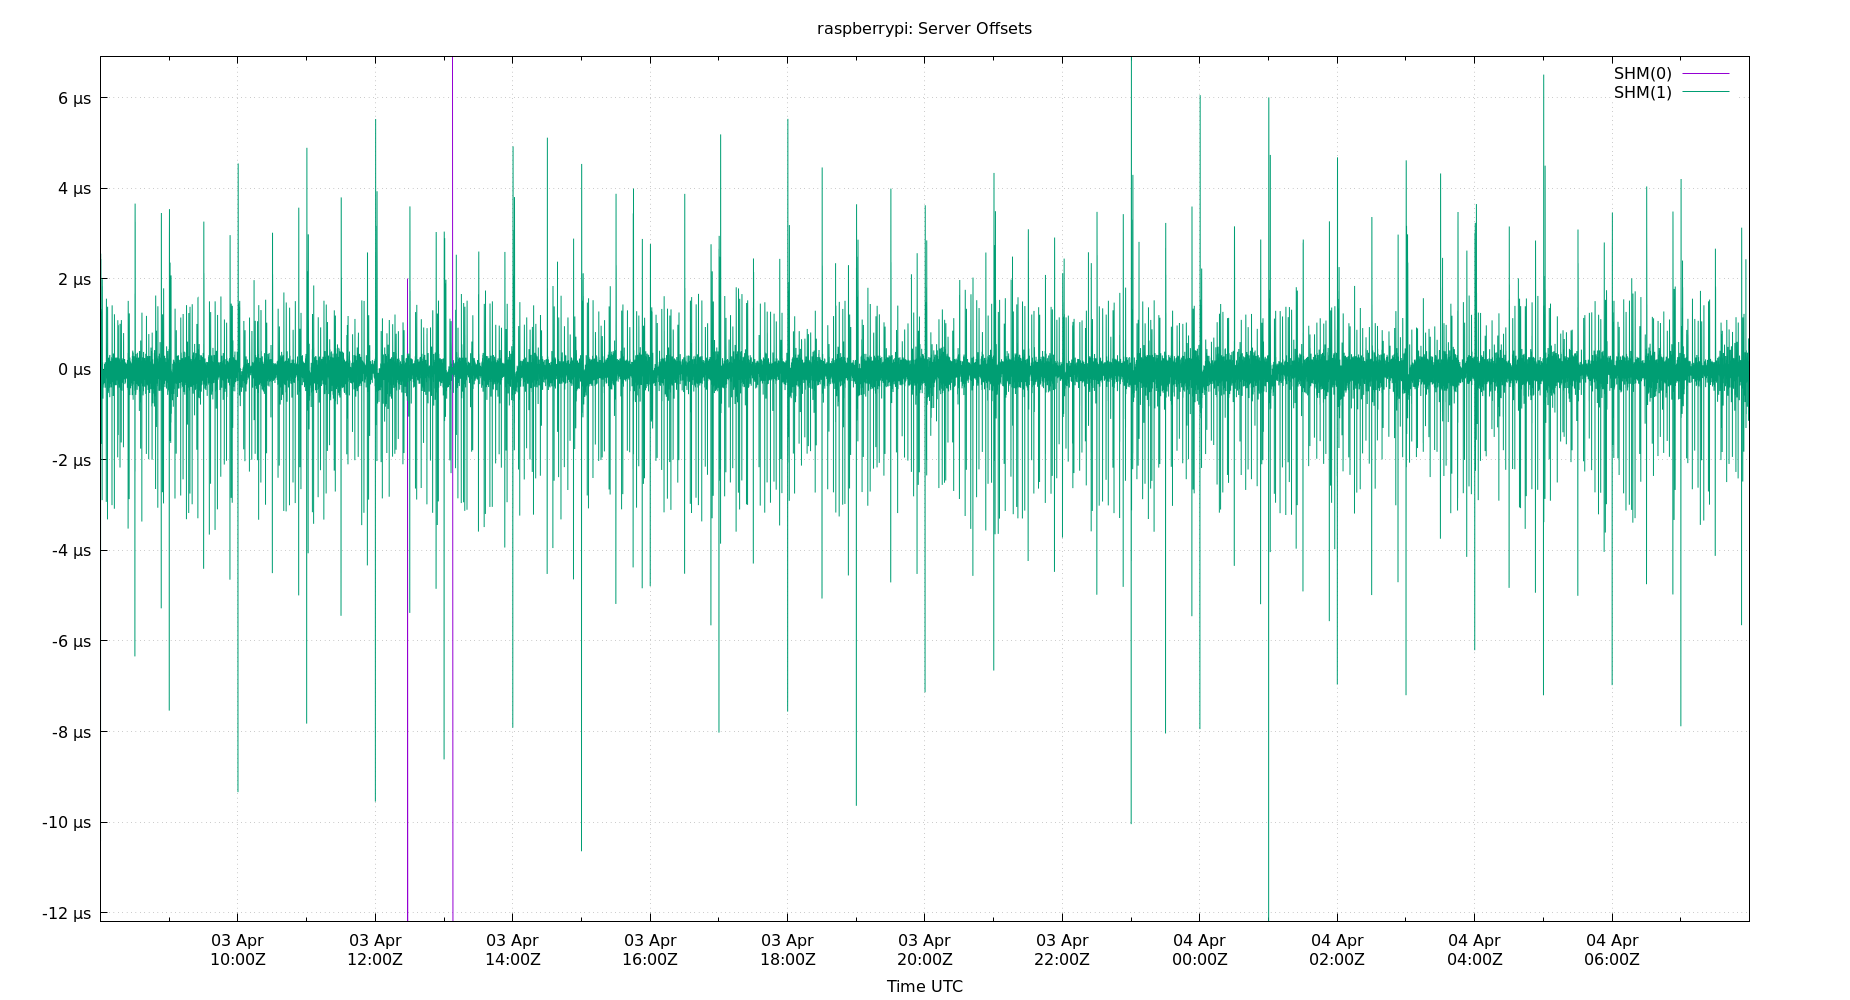 raspberrypi: Server Offsets
SHM(0)
SHM(1)
6 µs
4 µs
2 µs
0 µs
-2 µs
-4 µs
-6 µs
-8 µs
-10 µs
-12 µs
03 Apr 03 Apr 03 Apr 03 Apr 03 Apr 03 Apr 03 Apr 04 Apr 04 Apr 04 Apr 04 Apr
10:00Z 12:00Z 14:00Z 16:00Z 18:00Z 20:00Z 22:00Z 00:00Z 02:00Z 04:00Z 06:00Z
Time UTC